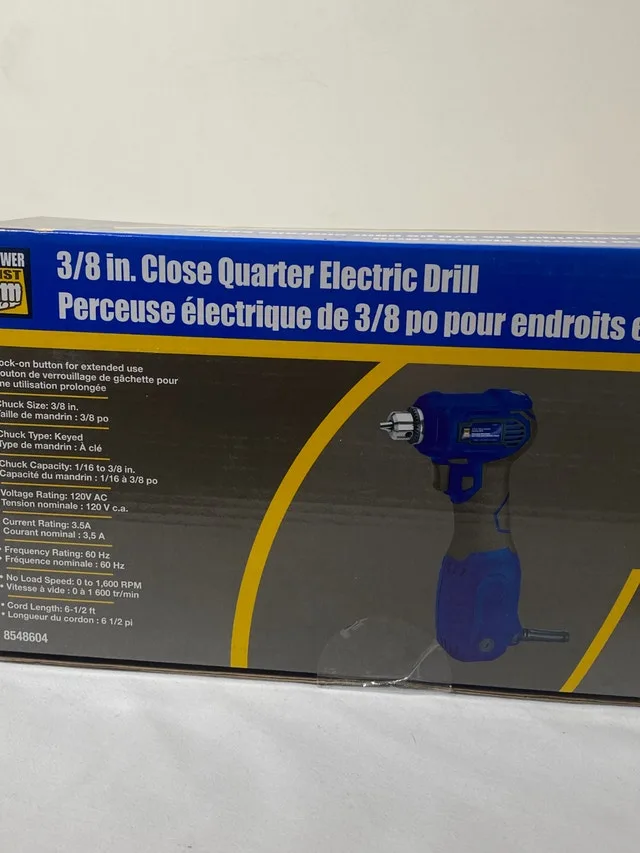 WER
IST
3/8 in. Close Quarter Electric Drill
Perceuse électrique de 3/8 po pour endroits
ock-on button for extended use
outon de verrouillage de gâchette pour
ne utilisation prolongée
Chuck Size: 3/8 in.
aille de mandrin : 3/8 po
Chuck Type: Keyed
Type de mandrin : À clé
Chuck Capacity: 1/16 to 3/8 in.
Capacité du mandrin : 1/16 à 3/8 po
Voltage Rating: 120V AC
Tension nominale : 120 V c.a.
Current Rating: 3.5A
Courant nominal : 3,5 A
• Frequency Rating: 60 Hz
• Fréquence nominale : 60 Hz
• No Load Speed: 0 to 1,600 RPM
• Vitesse à vide : 0 à 1 600 tr/min
• Cord Length: 6-1/2 ft
• Longueur du cordon : 6 1/2 pi
8548604